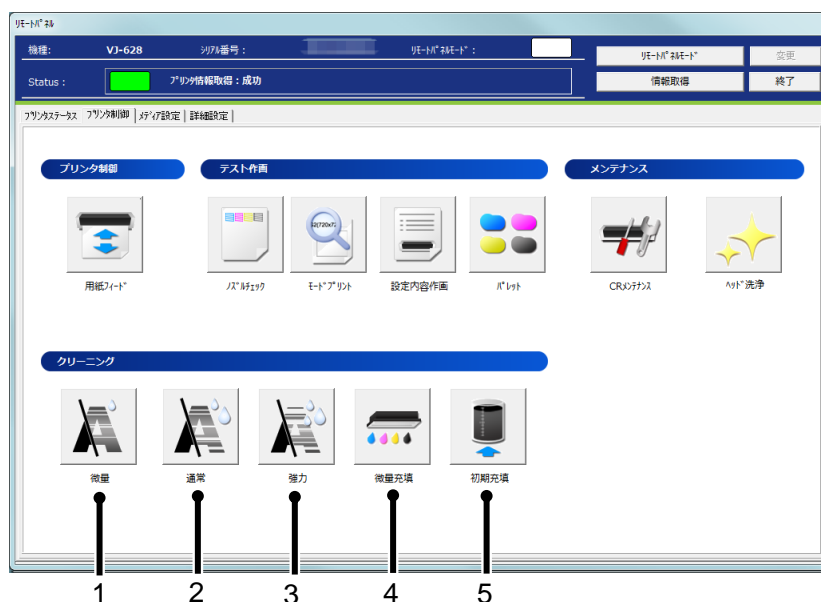 ﾘﾓｰﾄﾊﾟﾈﾙ
機種: VJ-628 ｼﾘｱﾙ番号: ﾘﾓｰﾄﾊﾟﾈﾙﾓｰﾄﾞ: ﾘﾓｰﾄﾊﾟﾈﾙﾓｰﾄﾞ 変更
Status: ﾌﾟﾘﾝﾀ情報取得:成功 情報取得 終了
ﾌﾟﾘﾝﾀｽﾃｰﾀｽ ﾌﾟﾘﾝﾀ制御 ﾒﾃﾞｨｱ設定 詳細設定
プリンタ制御 テスト作画 メンテナンス
用紙ﾌｨｰﾄﾞ ﾉｽﾞﾙﾁｪｯｸ ﾓｰﾄﾞﾌﾟﾘﾝﾄ 設定内容作画 ﾊﾟﾚｯﾄ CRﾒﾝﾃﾅﾝｽ ﾍｯﾄﾞ洗浄
クリーニング
微量 通常 強力 微量充填 初期充填
1 2 3 4 5